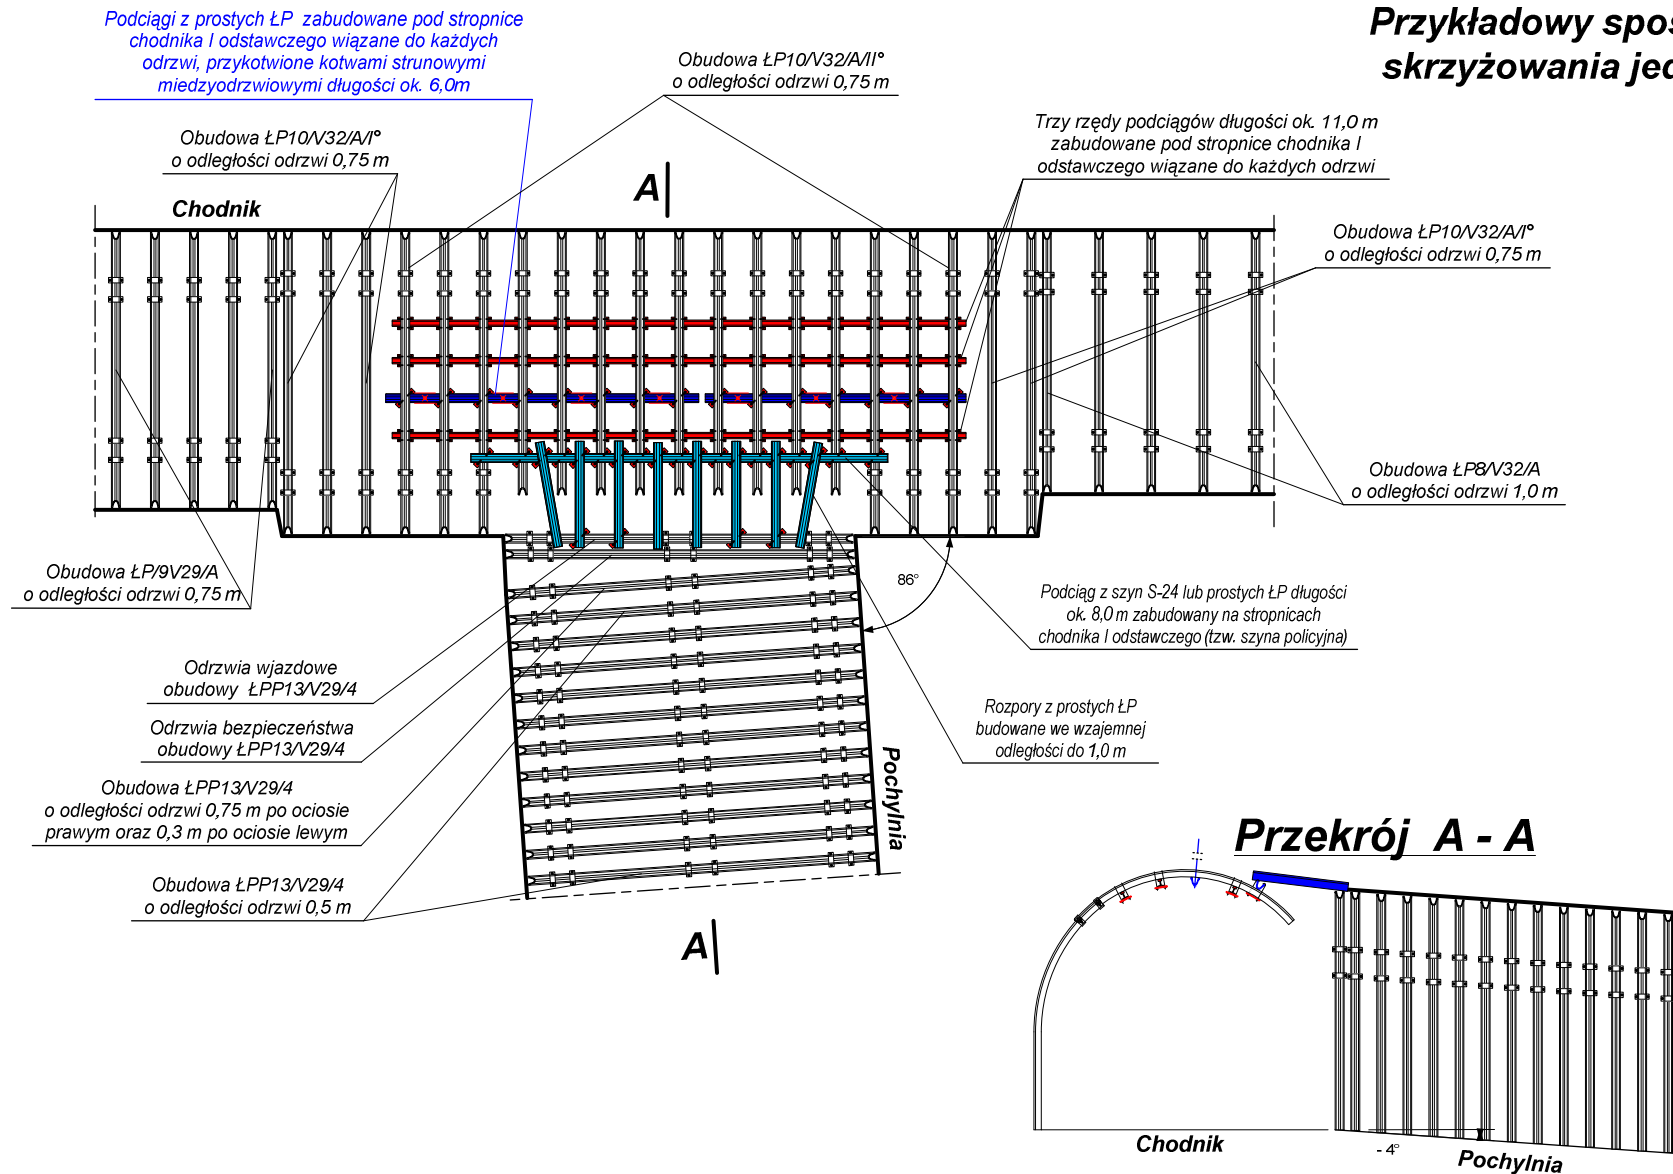 Podciągi z prostych ŁP zabudowane pod stropnice
chodnika I odstawczego wiązane do każdych
odrzwi, przykotwione kotwami strunowymi
miedzyodrzwiowymi długości ok. 6,0m
Przykładowy spos
skrzyżowania jed
Obudowa ŁP10/V32/A/II°
o odległości odrzwi 0,75 m
Obudowa ŁP10/V32/A/I°
o odległości odrzwi 0,75 m
Trzy rzędy podciągów długości ok. 11,0 m
zabudowane pod stropnice chodnika I
odstawczego wiązane do każdych odrzwi
A
Chodnik
Obudowa ŁP10/V32/A/I°
o odległości odrzwi 0,75 m
Obudowa ŁP8/V32/A
o odległości odrzwi 1,0 m
Obudowa ŁP/9V29/A
o odległości odrzwi 0,75 m
86°
Podciąg z szyn S-24 lub prostych ŁP długości
ok. 8,0 m zabudowany na stropnicach
chodnika I odstawczego (tzw. szyna policyjna)
Odrzwia wjazdowe
obudowy ŁPP13/V29/4
Rozpory z prostych ŁP
budowane we wzajemnej
odległości do 1,0 m
Odrzwia bezpieczeństwa
obudowy ŁPP13/V29/4
Pochylnia
Obudowa ŁPP13/V29/4
o odległości odrzwi 0,75 m po ociosie
prawym oraz 0,3 m po ociosie lewym
Przekrój A - A
Obudowa ŁPP13/V29/4
o odległości odrzwi 0,5 m
A
Chodnik
- 4°
Pochylnia